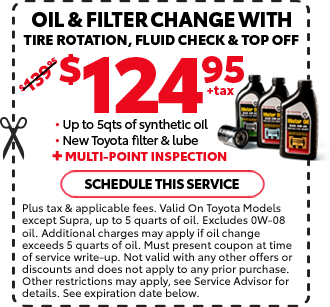 OIL & FILTER CHANGE WITH
TIRE ROTATION, FLUID CHECK & TOP OFF
$139.95
$124.95
+tax
• Up to 5qts of synthetic oil
• New Toyota filter & lube
+ MULTI-POINT INSPECTION
Motor Oil
Motor Oil
SCHEDULE THIS SERVICE
Plus tax & applicable fees. Valid On Toyota Models
except Supra, up to 5 quarts of oil. Excludes 0W-08
oil. Additional charges may apply if oil change
exceeds 5 quarts of oil. Must present coupon at time
of service write-up. Not valid with any other offers or
discounts and does not apply to any prior purchase.
Other restrictions may apply, see Service Advisor for
details. See expiration date below.